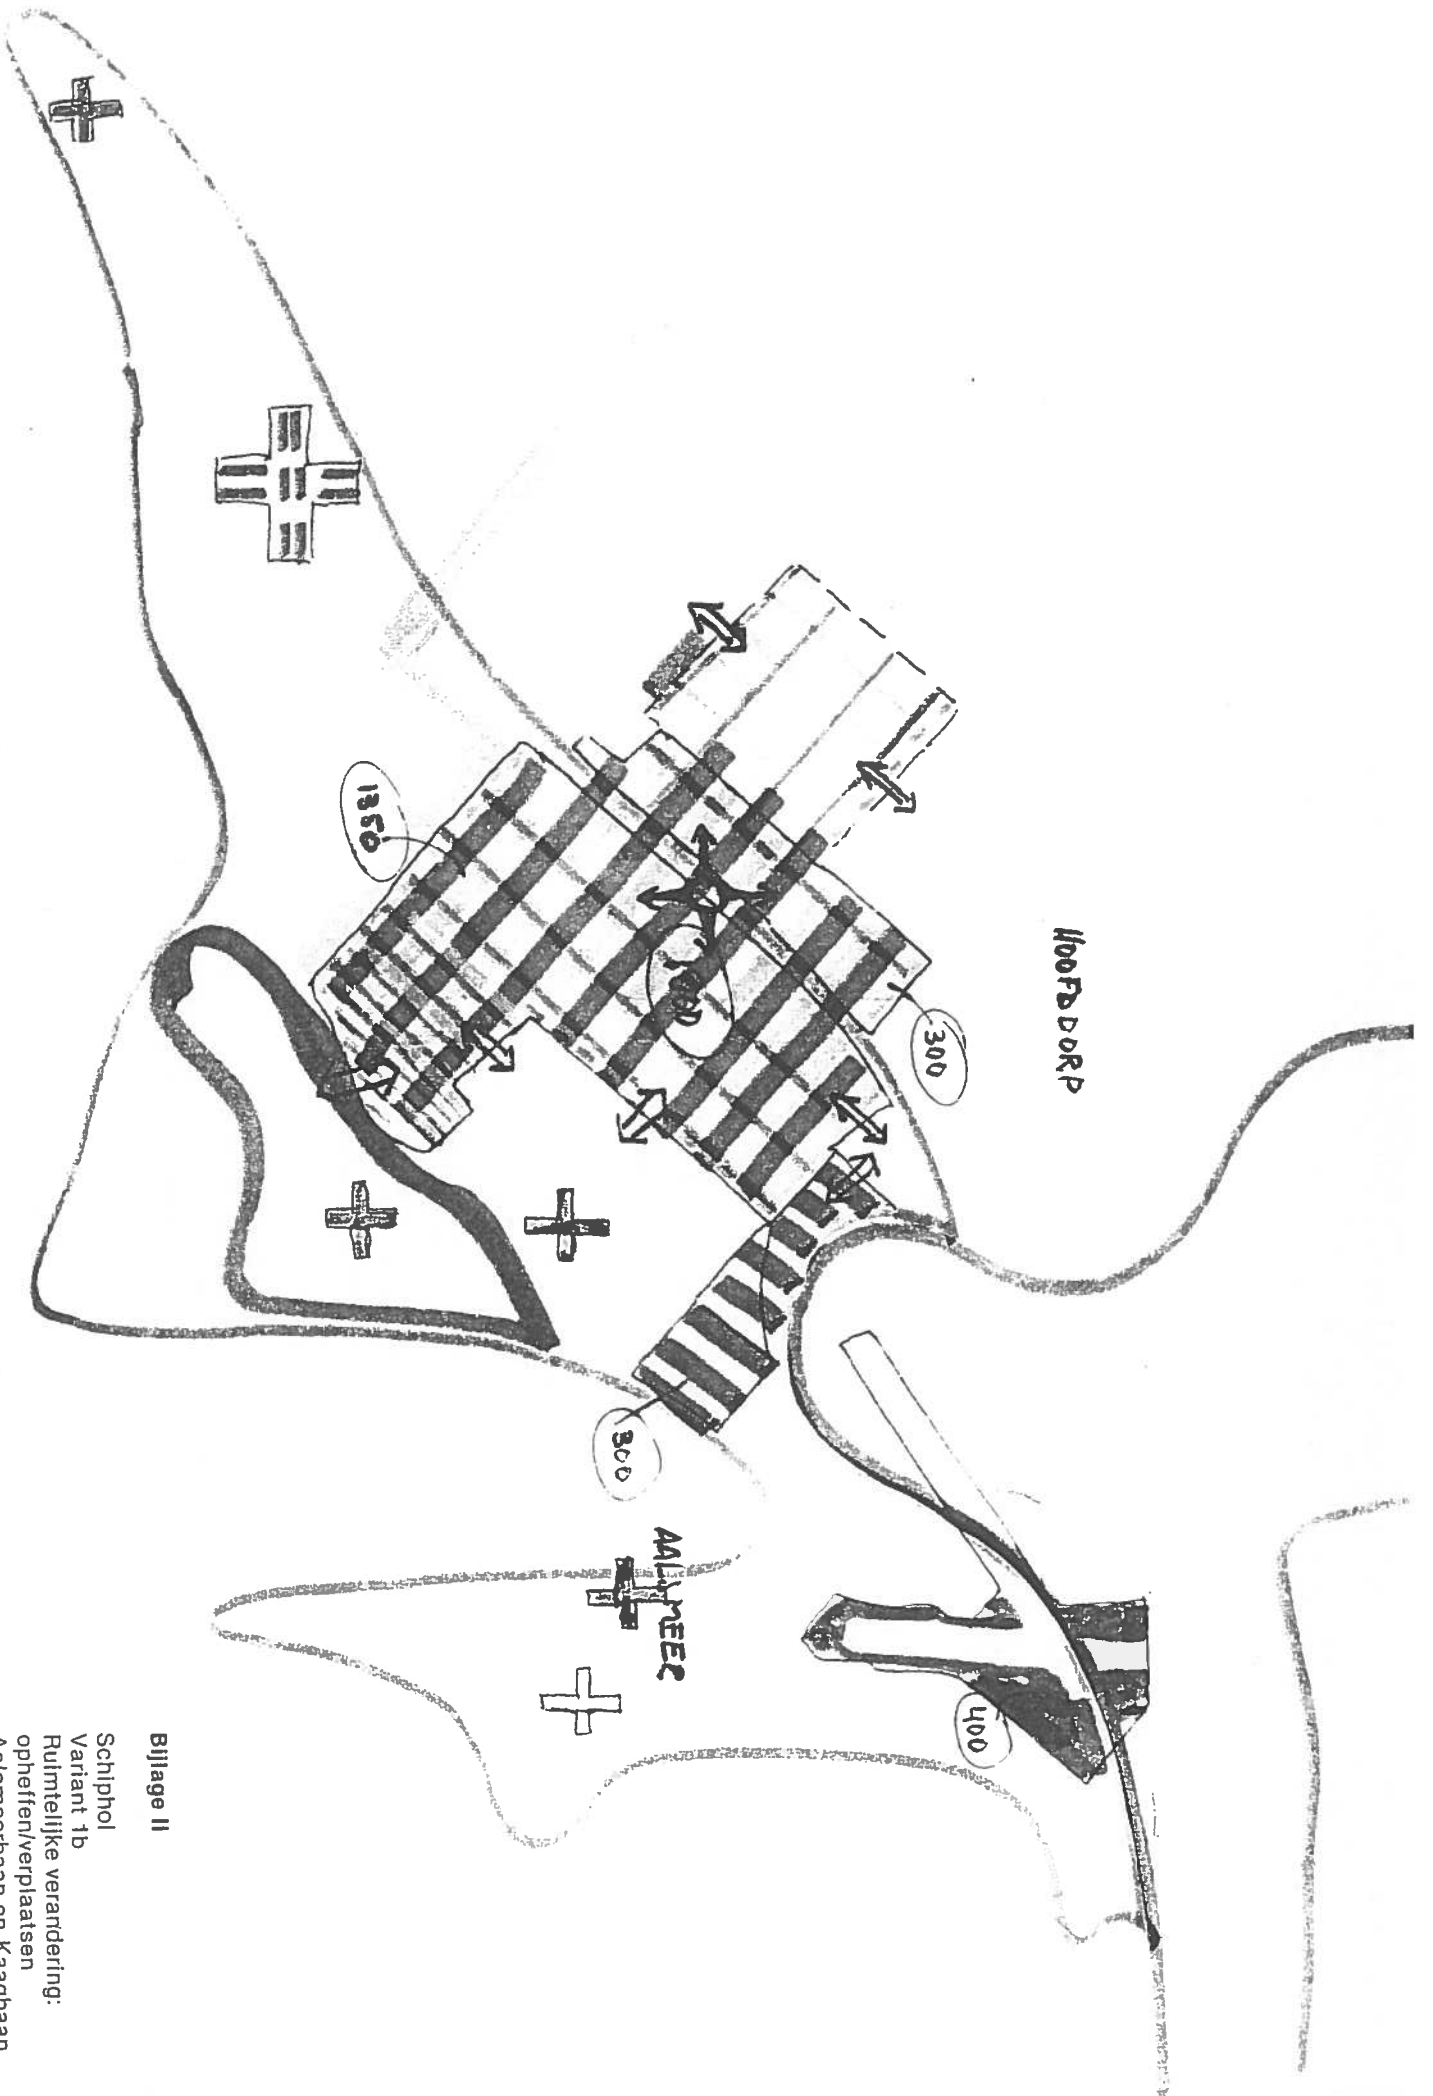 HOOFDDORP
1350
300
300
AALSMEER
400
Bijlage II
Schiphol
Variant 1b
Ruimtelijke verandering:
opheffen/verplaatsen